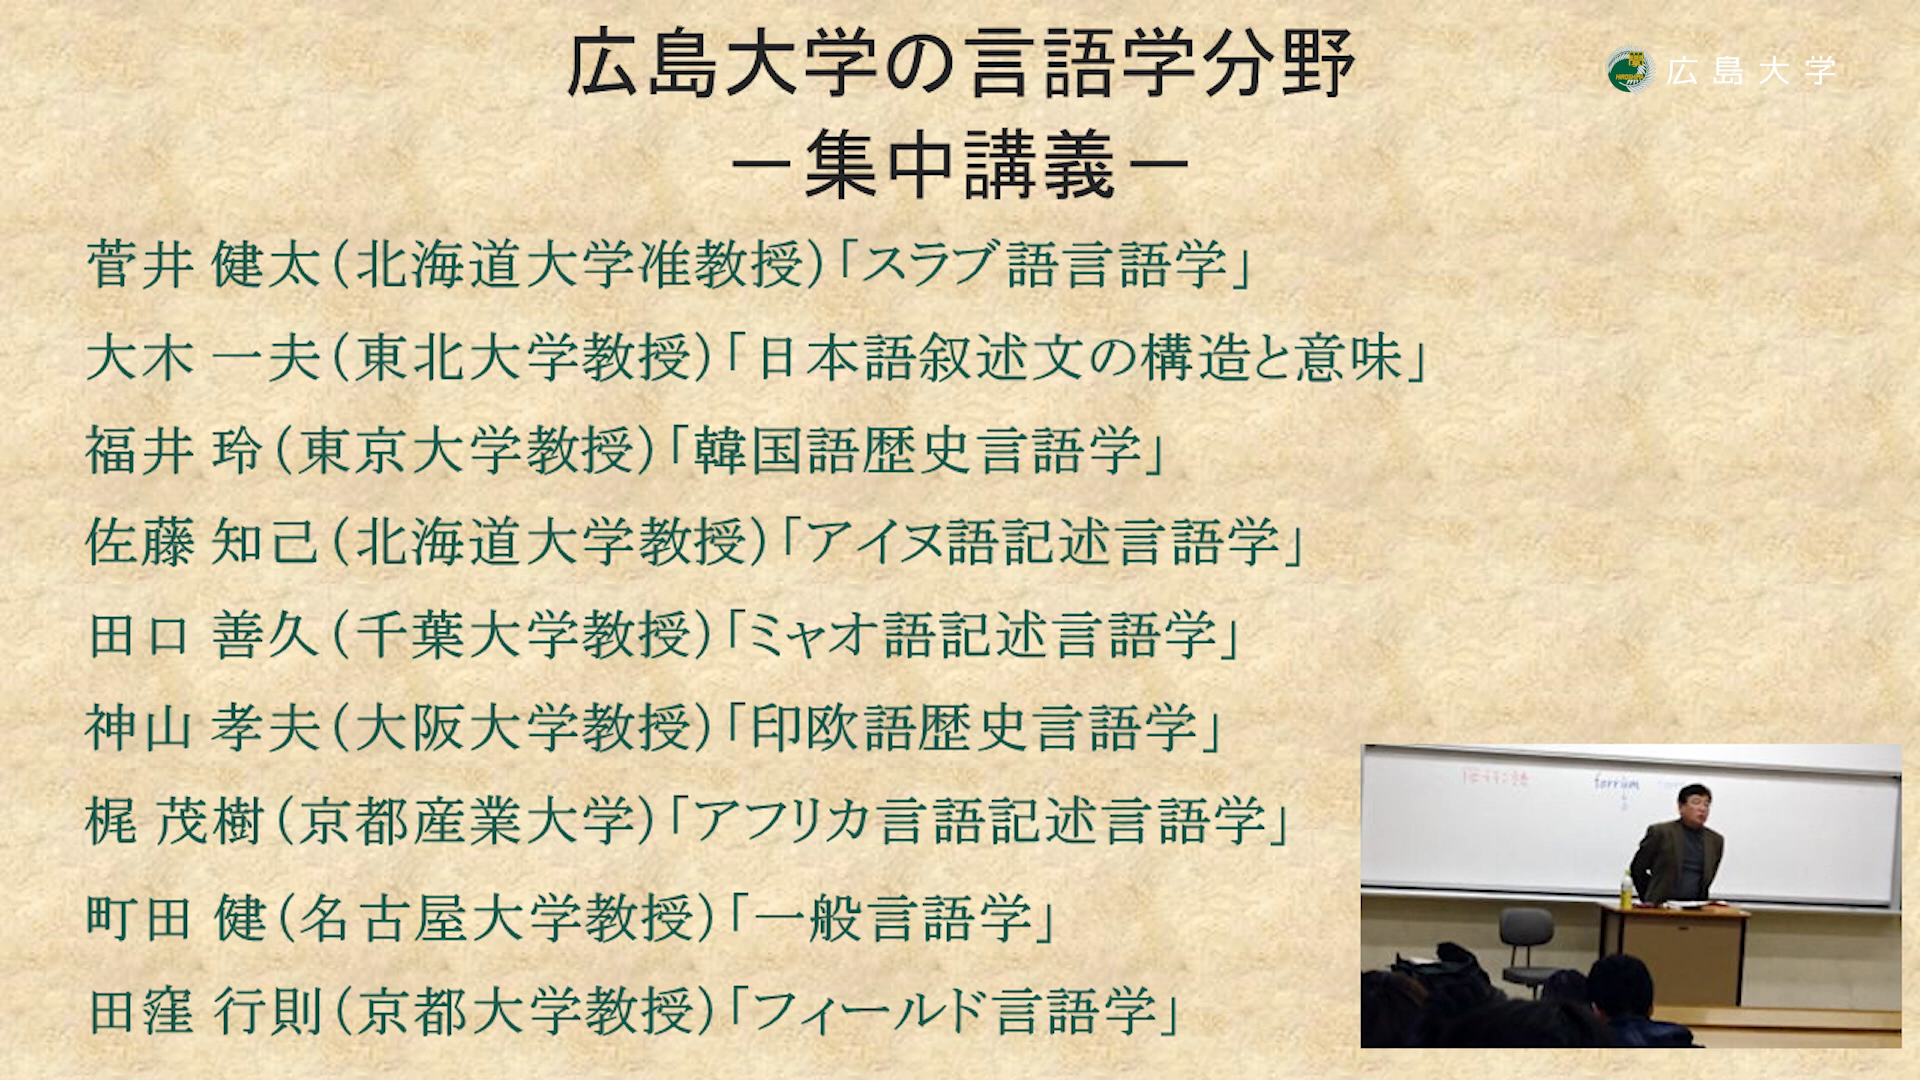 広島大学の言語学分野
－集中講義－
広島大学
菅井 健太（北海道大学准教授）「スラブ語言語学」
大木 一夫（東北大学教授）「日本語叙述文の構造と意味」
福井 玲（東京大学教授）「韓国語歴史言語学」
佐藤 知己（北海道大学教授）「アイヌ語記述言語学」
田口 善久（千葉大学教授）「ミャオ語記述言語学」
神山 孝夫（大阪大学教授）「印欧語歴史言語学」
梶 茂樹（京都産業大学）「アフリカ言語記述言語学」
町田 健（名古屋大学教授）「一般言語学」
田窪 行則（京都大学教授）「フィールド言語学」